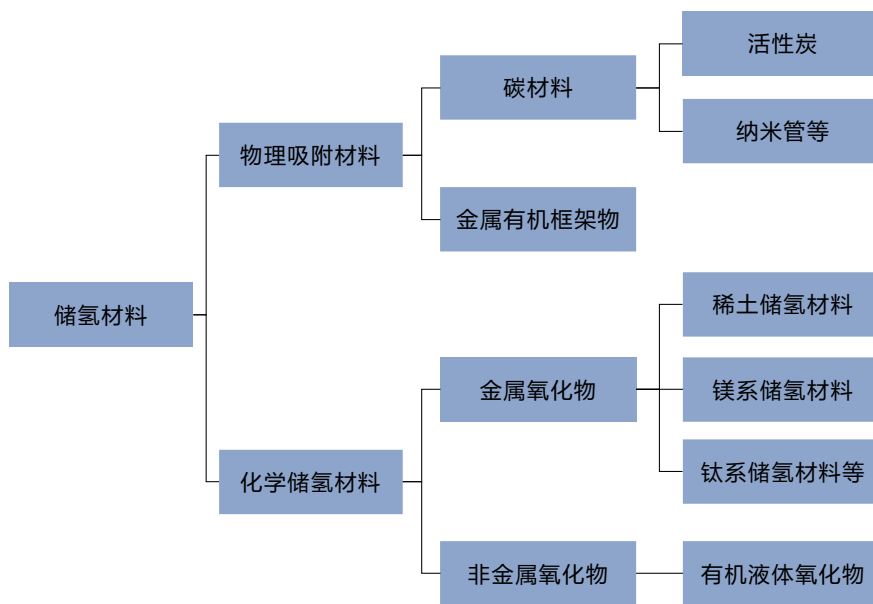 活性炭
碳材料
纳米管等
物理吸附材料
金属有机框架物
储氢材料
稀土储氢材料
金属氧化物
镁系储氢材料
钛系储氢材料等
化学储氢材料
非金属氧化物
有机液体氧化物